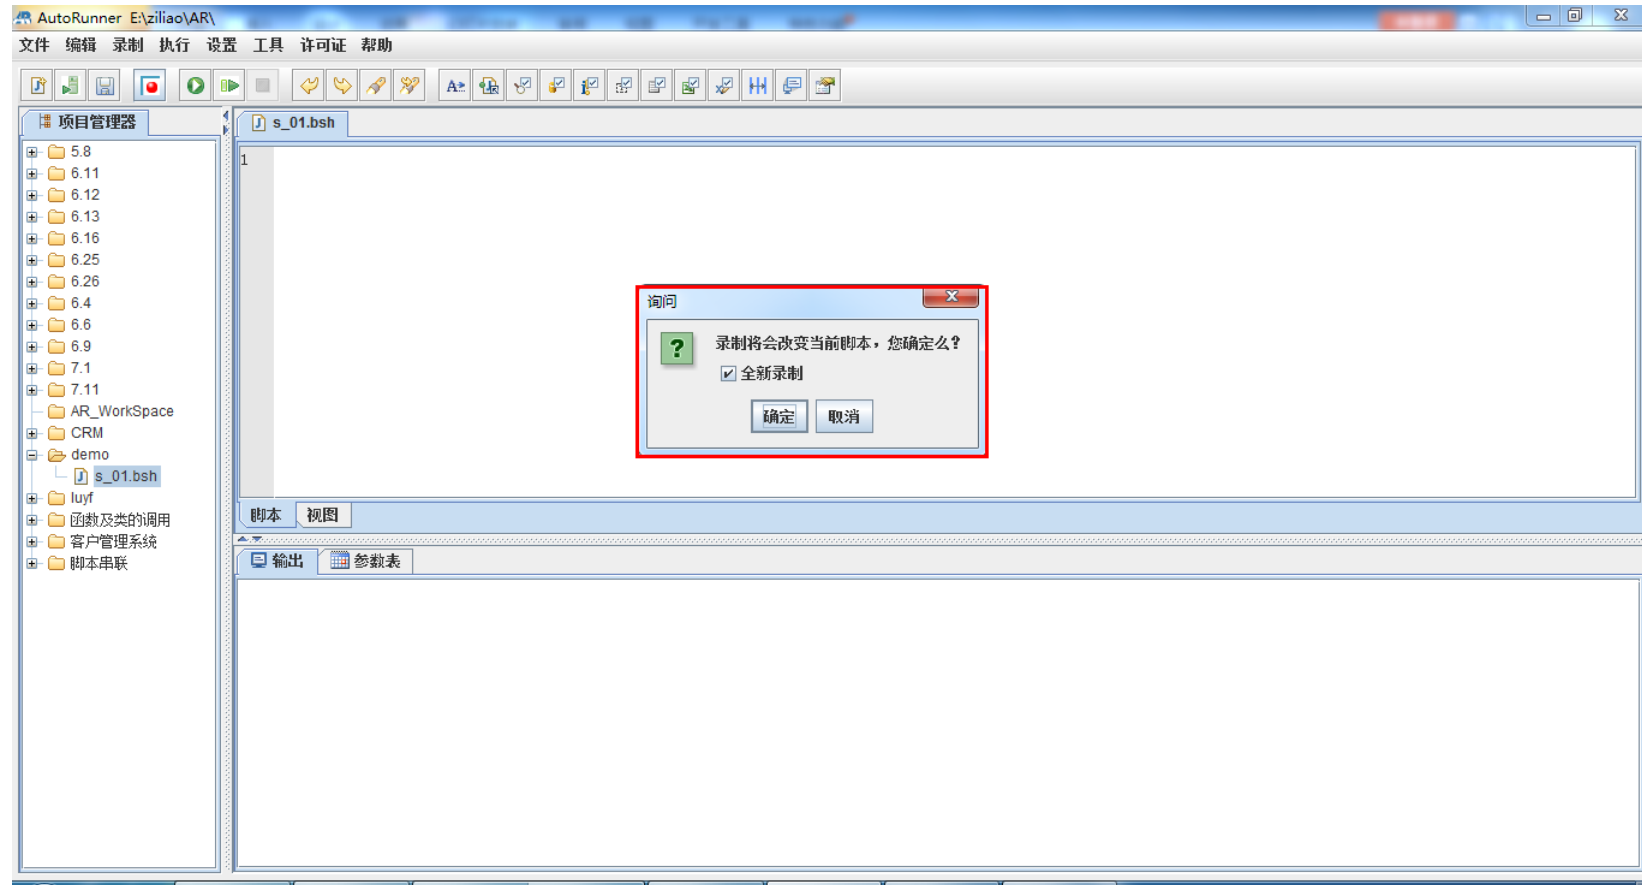 AutoRunner E:\ziliao\AR\
文件 编辑 录制 执行 设置 工具 许可证 帮助
项目管理器
s_01.bsh
5.8
6.11
6.12
6.13
6.16
6.25
6.26
6.4
6.6
6.9
7.1
7.11
AR_WorkSpace
CRM
demo
s_01.bsh
luyf
函数及类的调用
客户管理系统
脚本串联
1
询问
录制将会改变当前脚本，您确定么?
全新录制
确定 取消
脚本 视图
输出 参数表